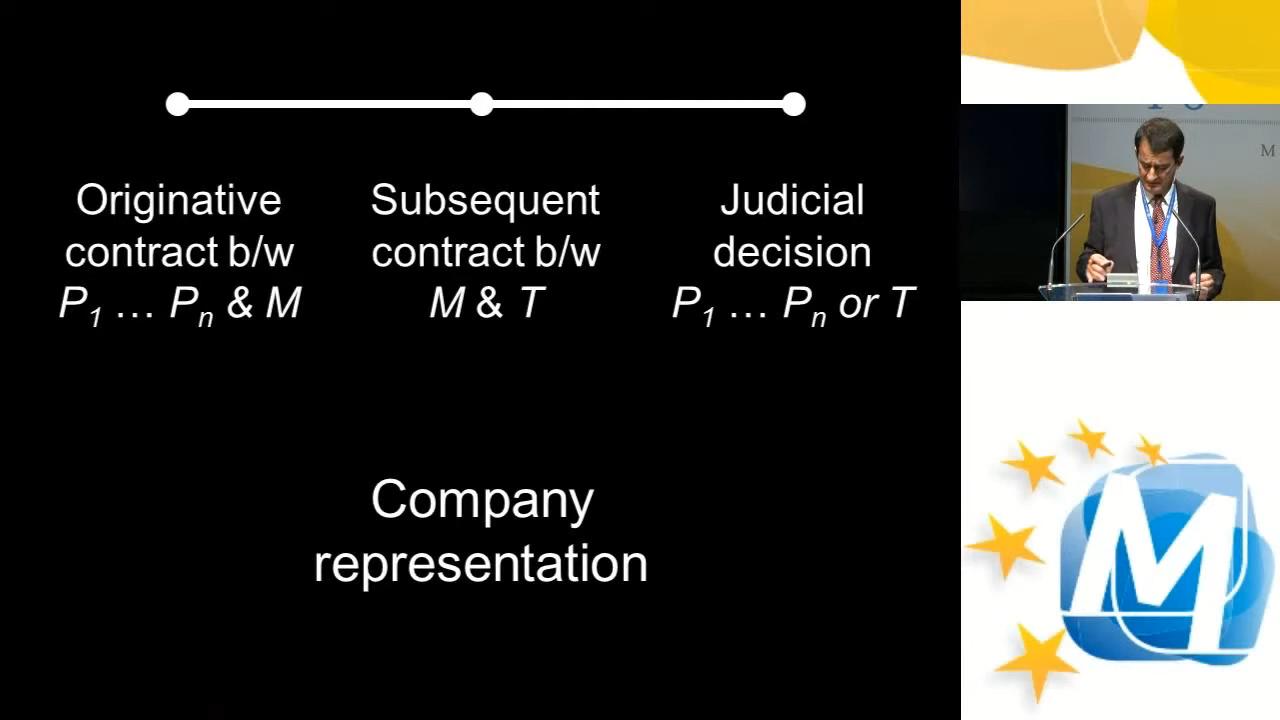 Originative
contract b/w
P1 … Pn & M
Subsequent
contract b/w
M & T
Judicial
decision
P1 … Pn or T
Company
representation
M
M